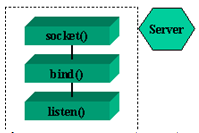 socket()
Server
bind()
listen()